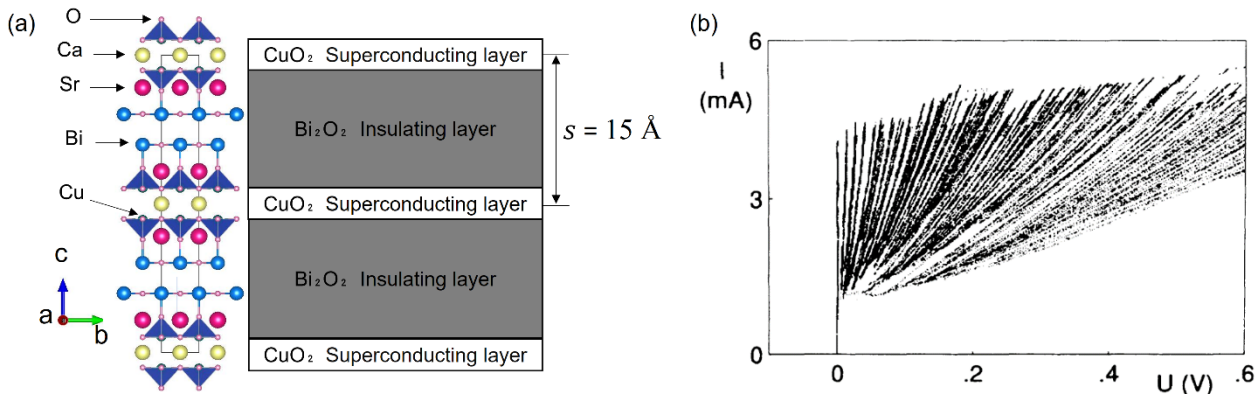 (a)
O
Ca
Sr
Bi
Cu
c
a
b
CuO₂ Superconducting layer
Bi₂O₂ Insulating layer
CuO₂ Superconducting layer
Bi₂O₂ Insulating layer
CuO₂ Superconducting layer
s = 15 Å
(b)
6
I
(mA)
3
0
0
.2
.4
U (V)
.6